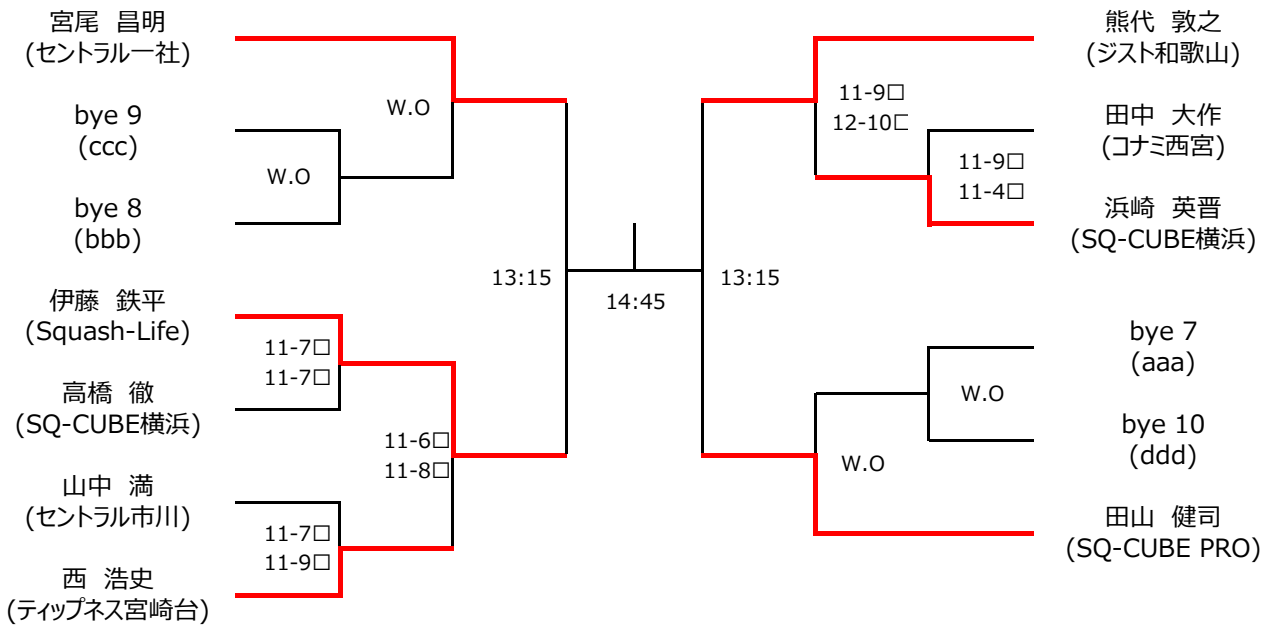 宮尾 昌明
(セントラル一社)
bye 9
(ccc)
bye 8
(bbb)
伊藤 鉄平
(Squash-Life)
高橋 徹
(SQ-CUBE横浜)
山中 満
(セントラル市川)
西 浩史
(ティップネス宮崎台)
W.O
W.O
11-7□
11-7□
11-6□
11-8□
11-7□
11-9□
13:15
14:45
13:15
11-9□
12-10□
11-9□
11-4□
W.O
W.O
熊代 敦之
(ジスト和歌山)
田中 大作
(コナミ西宮)
浜崎 英晋
(SQ-CUBE横浜)
bye 7
(aaa)
bye 10
(ddd)
田山 健司
(SQ-CUBE PRO)